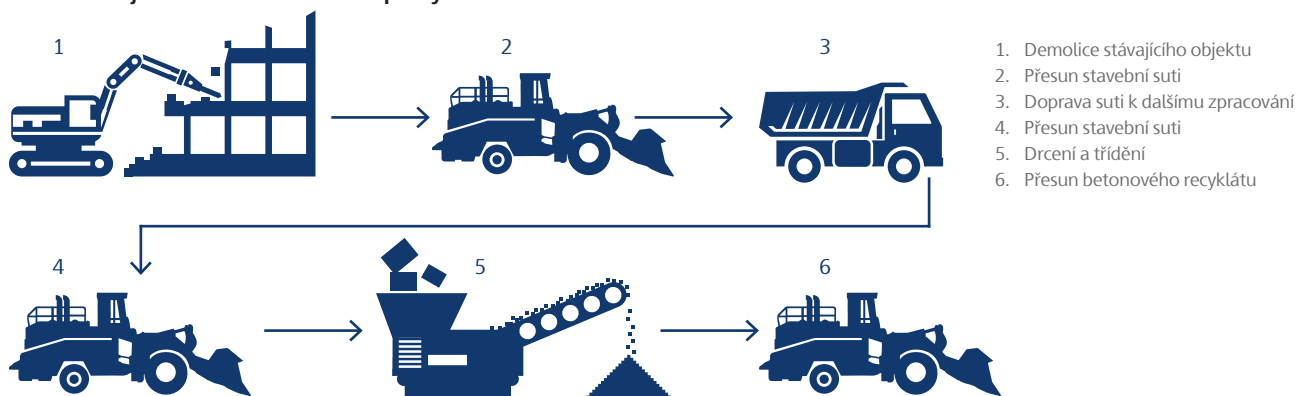 1
2
3
1. Demolice stávajícího objektu
2. Přesun stavební suti
3. Doprava suti k dalšímu zpracování
4. Přesun stavební suti
5. Drcení a třídění
6. Přesun betonového recyklátu
4
5
6